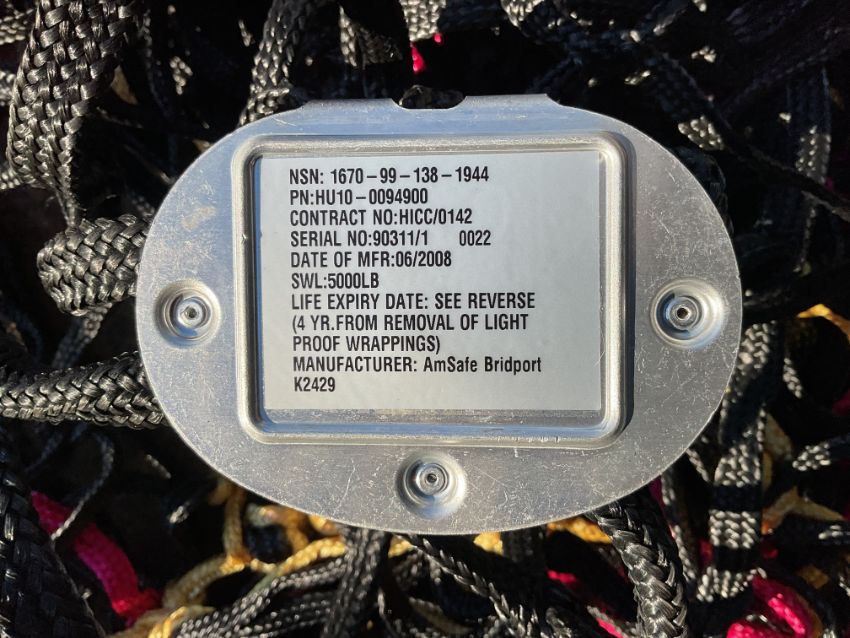 NSN: 1670-99-138-1944
PN:HU10-0094900
CONTRACT NO:HICC/0142
SERIAL NO:90311/1 0022
DATE OF MFR:06/2008
SWL:5000LB
LIFE EXPIRY DATE: SEE REVERSE
(4 YR.FROM REMOVAL OF LIGHT
PROOF WRAPPINGS)
MANUFACTURER: AmSafe Bridport
K2429